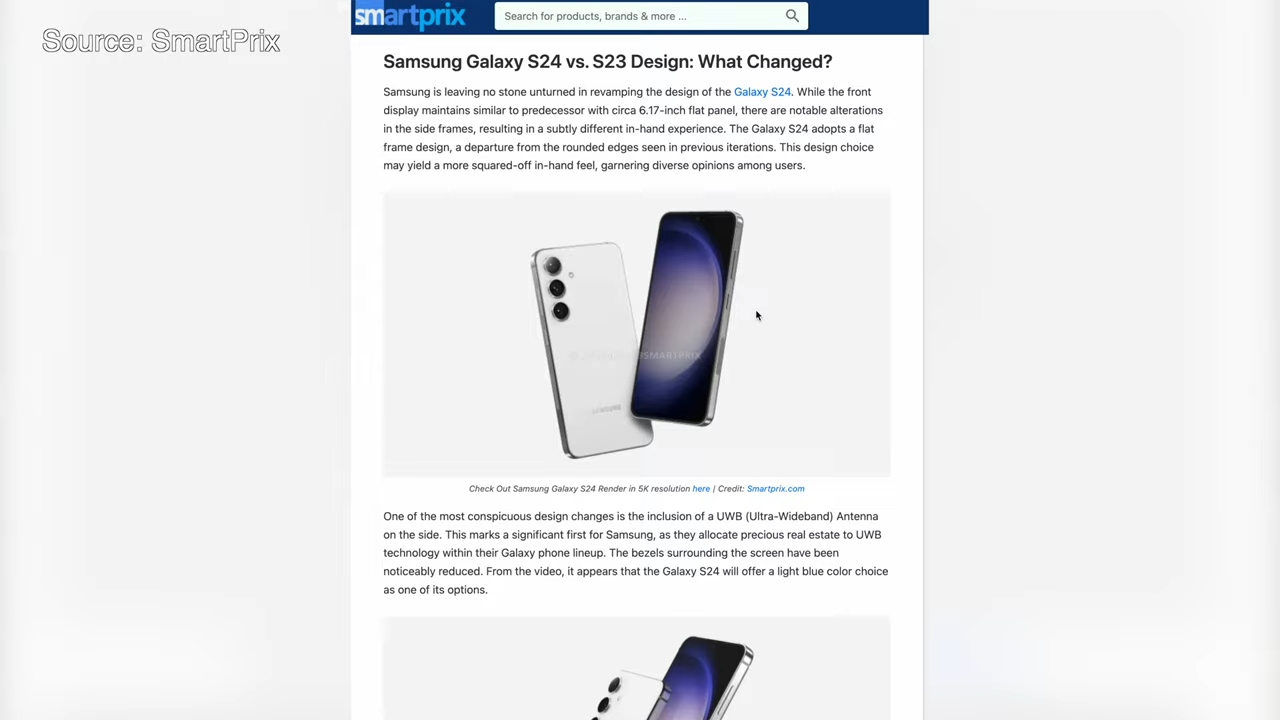 smartprix
Search for products, brands & more ...
Source: SmartPrix
Samsung Galaxy S24 vs. S23 Design: What Changed?
Samsung is leaving no stone unturned in revamping the design of the Galaxy S24. While the front
display maintains similar to predecessor with circa 6.17-inch flat panel, there are notable alterations
in the side frames, resulting in a subtly different in-hand experience. The Galaxy S24 adopts a flat
frame design, a departure from the rounded edges seen in previous iterations. This design choice
may yield a more squared-off in-hand feel, garnering diverse opinions among users.
SMARTPRIX
SAMSUNG
Check Out Samsung Galaxy S24 Render in 5K resolution here | Credit: Smartprix.com
One of the most conspicuous design changes is the inclusion of a UWB (Ultra-Wideband) Antenna
on the side. This marks a significant first for Samsung, as they allocate precious real estate to UWB
technology within their Galaxy phone lineup. The bezels surrounding the screen have been
noticeably reduced. From the video, it appears that the Galaxy S24 will offer a light blue color choice
as one of its options.